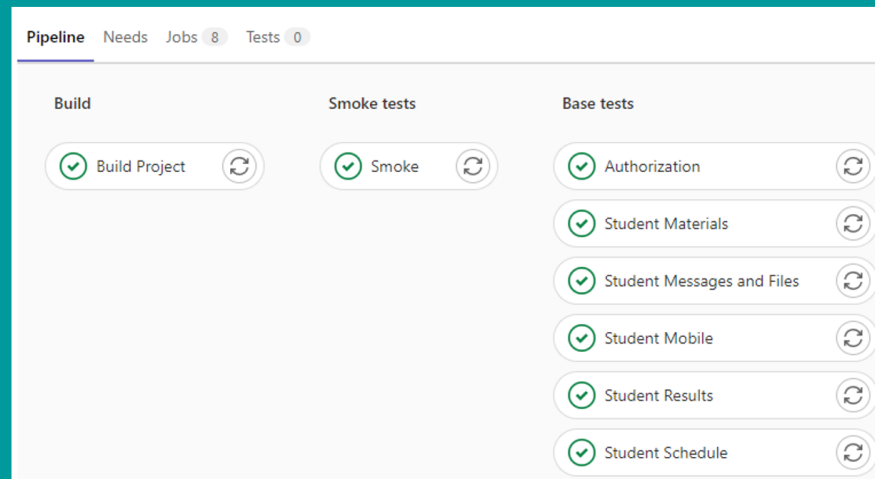 Pipeline Needs Jobs 8 Tests 0
Build Smoke tests Base tests
Build Project Smoke Authorization
Student Materials
Student Messages and Files
Student Mobile
Student Results
Student Schedule